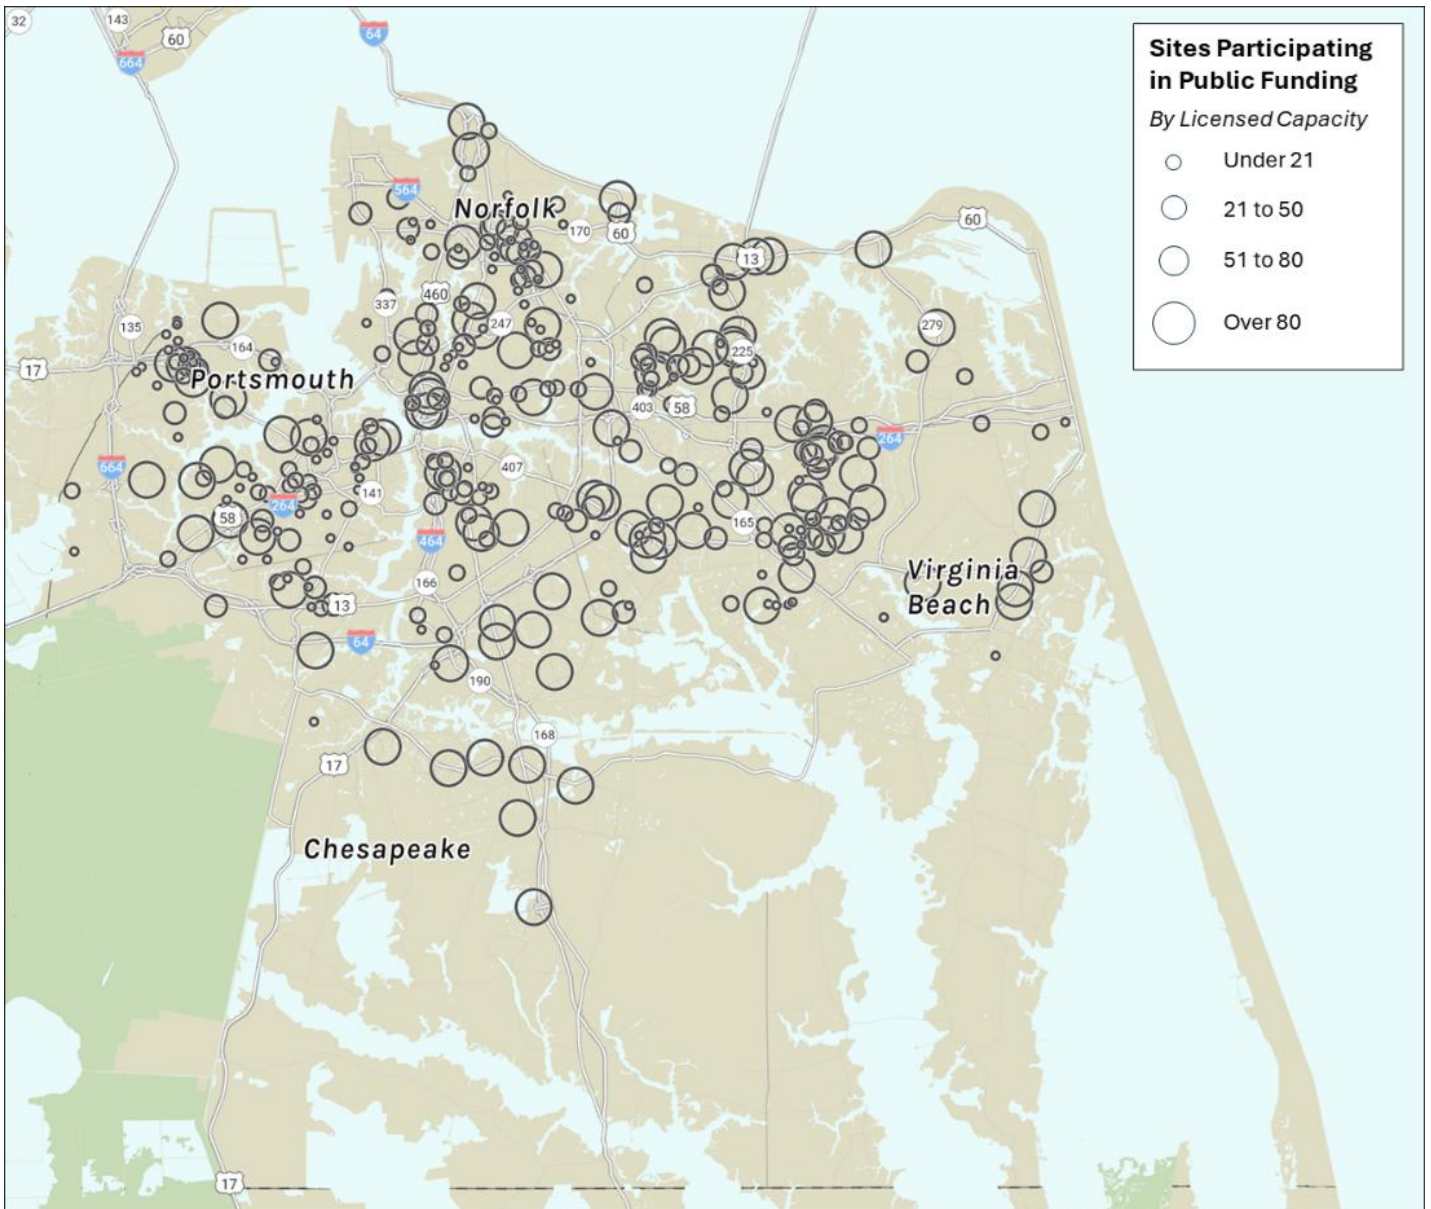 32
143
60
664
64
Sites Participating
in Public Funding
By Licensed Capacity
Under 21
21 to 50
51 to 80
Over 80
564
Norfolk
170
60
60
13
460
337
247
279
135
164
225
17
Portsmouth
403
58
264
664
407
141
264
58
165
464
166
Virginia
Beach
13
64
190
168
17
Chesapeake
17